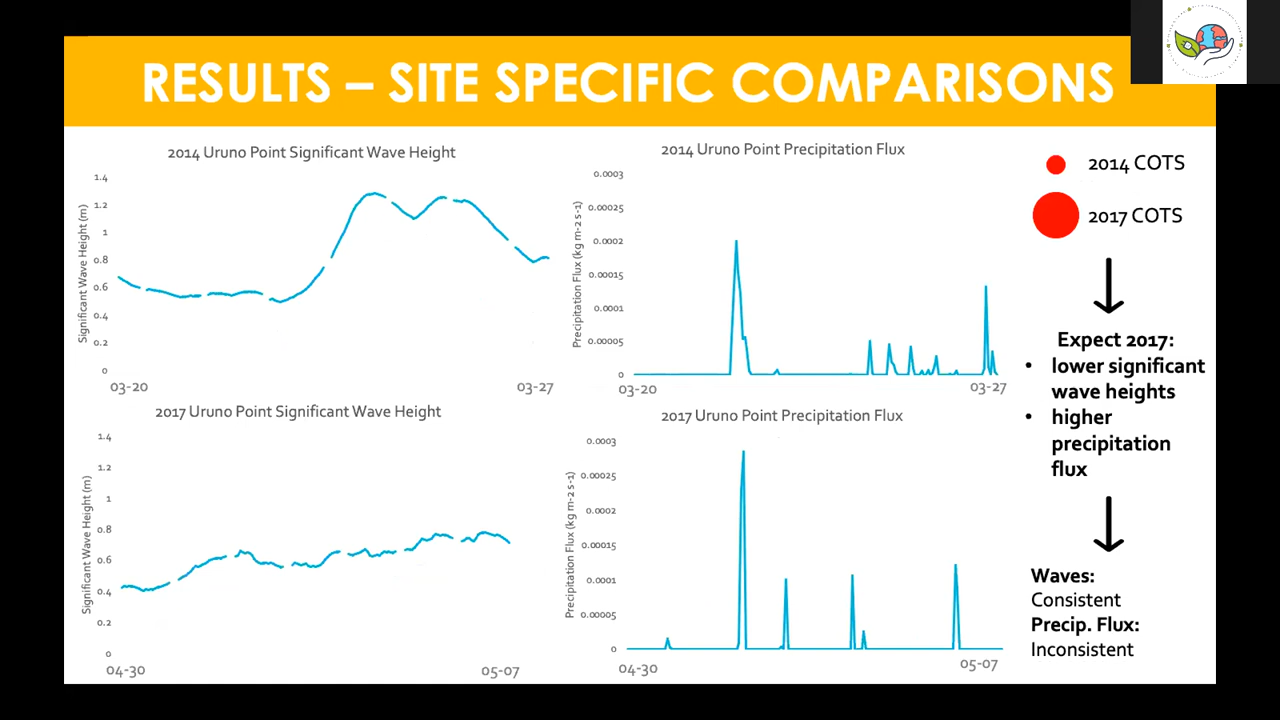 RESULTS – SITE SPECIFIC COMPARISONS
2014 Uruno Point Significant Wave Height
Significant Wave Height (m)
1.4
1.2
1
0.8
0.6
0.4
0.2
0
03-20
03-27
2014 Uruno Point Precipitation Flux
Precipitation Flux (kg m-2 s-1)
0.0003
0.00025
0.0002
0.00015
0.0001
0.00005
0
03-20
03-27
2017 Uruno Point Significant Wave Height
Significant Wave Height (m)
1.4
1.2
1
0.8
0.6
0.4
0.2
0
04-30
05-07
2017 Uruno Point Precipitation Flux
Precipitation Flux (kg m-2 s-1)
0.0003
0.00025
0.0002
0.00015
0.0001
0.00005
0
04-30
05-07
2014 COTS
2017 COTS
Expect 2017:
• lower significant
wave heights
• higher
precipitation
flux
Waves:
Consistent
Precip. Flux:
Inconsistent